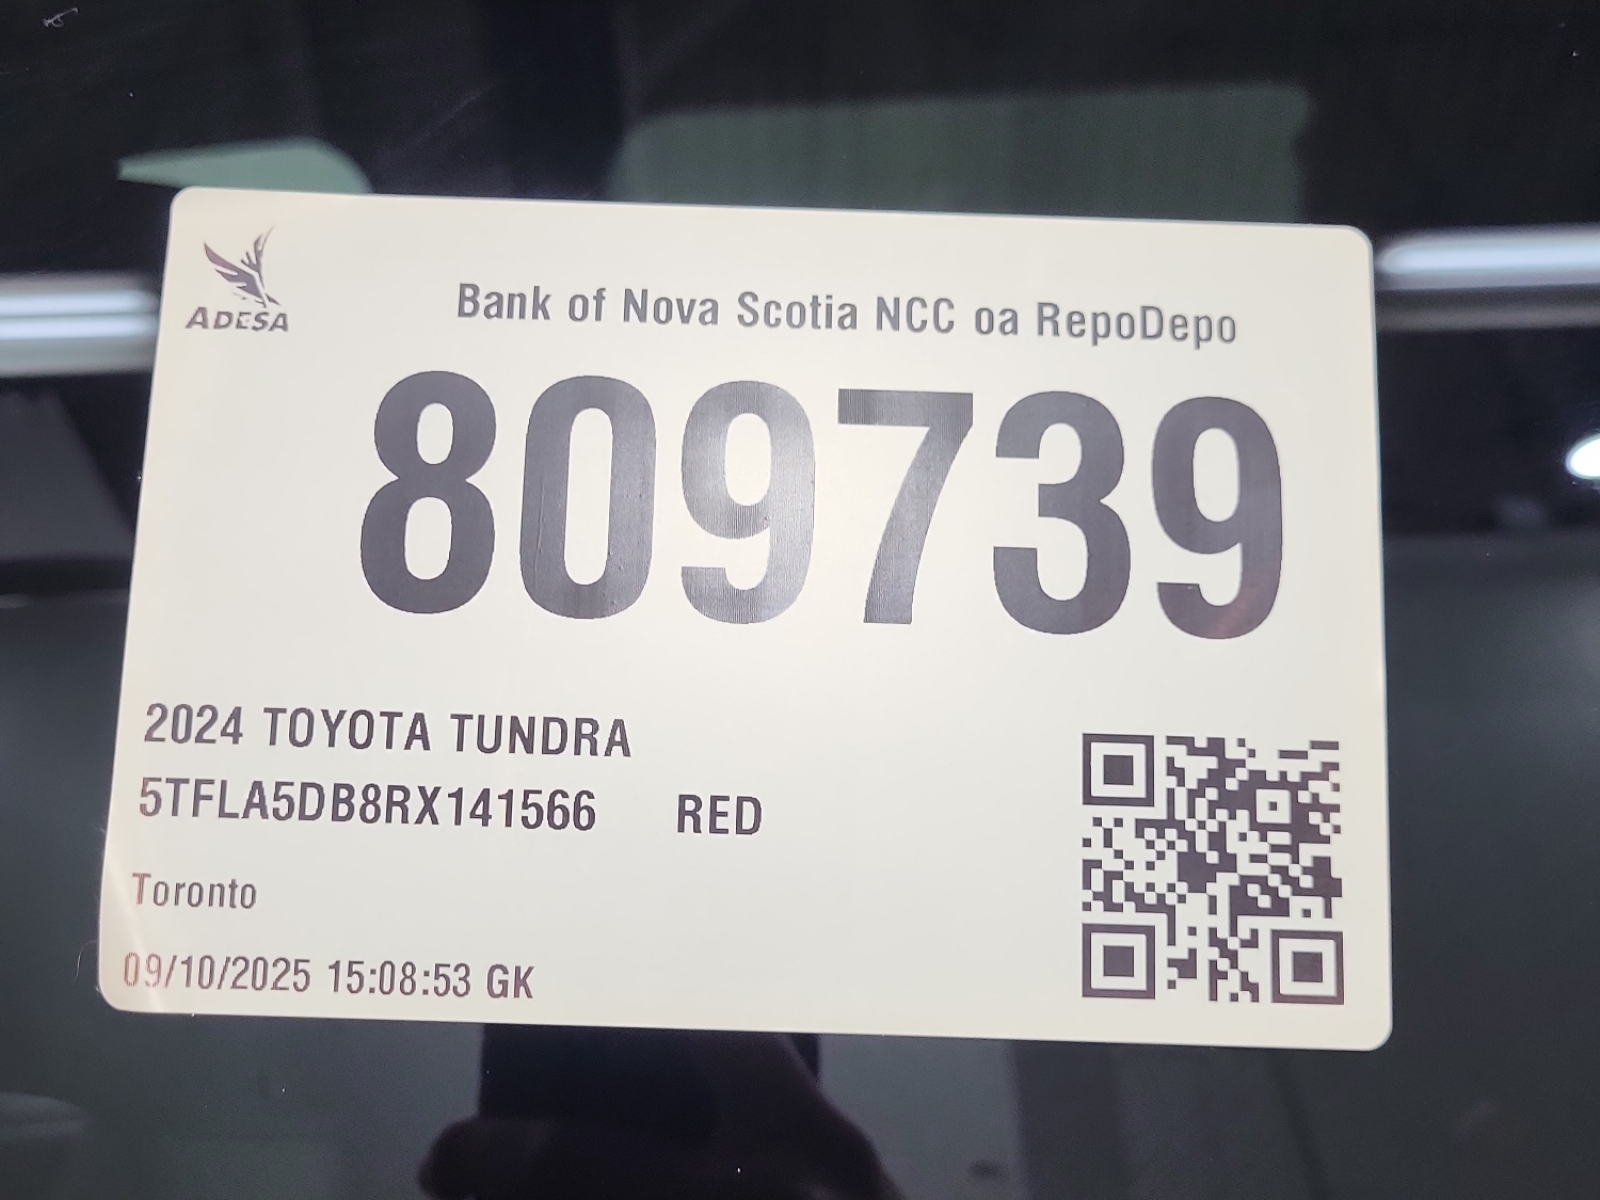 ADESA
Bank of Nova Scotia NCC oa RepoDepo
809739
2024 TOYOTA TUNDRA
5TFLA5DB8RX141566 RED
Toronto
09/10/2025 15:08:53 GK